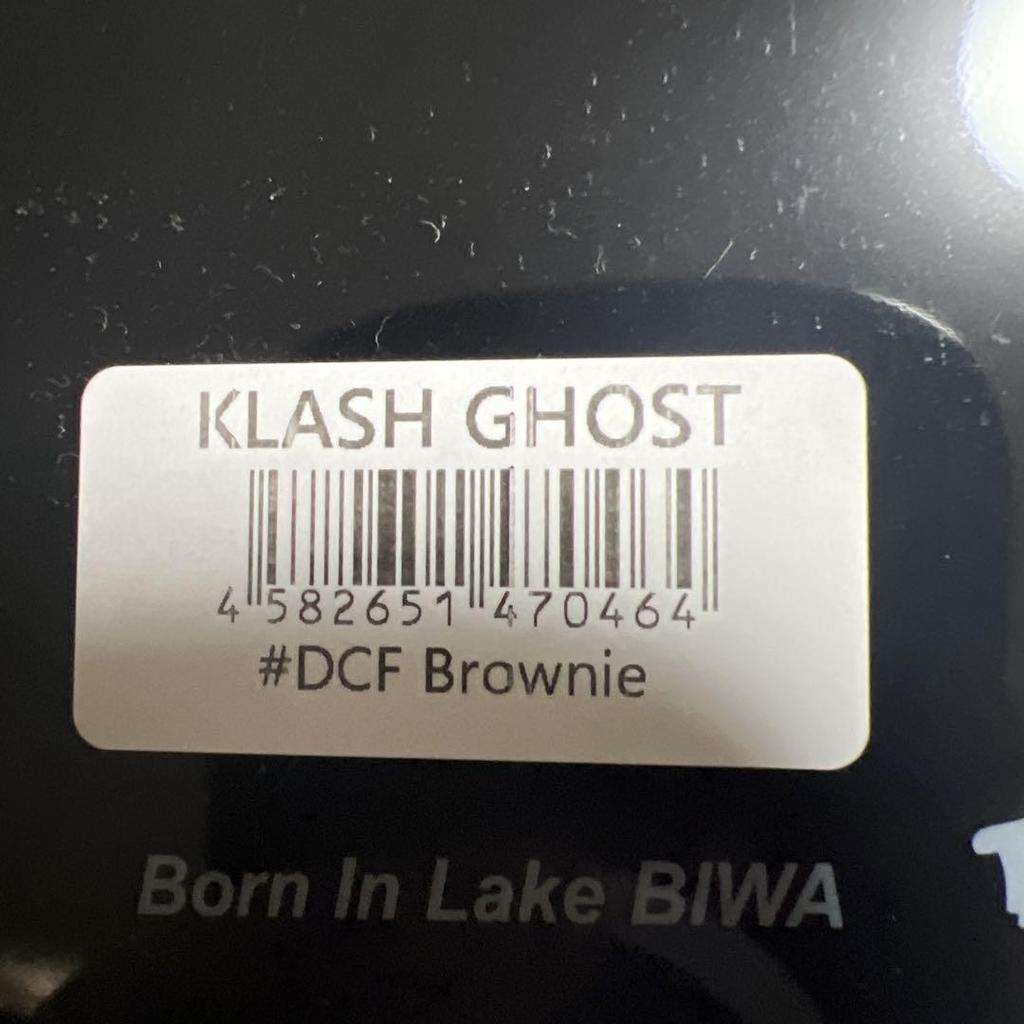 KLASH GHOST
4 582651 470464
#DCF Brownie
Born In Lake BIWA